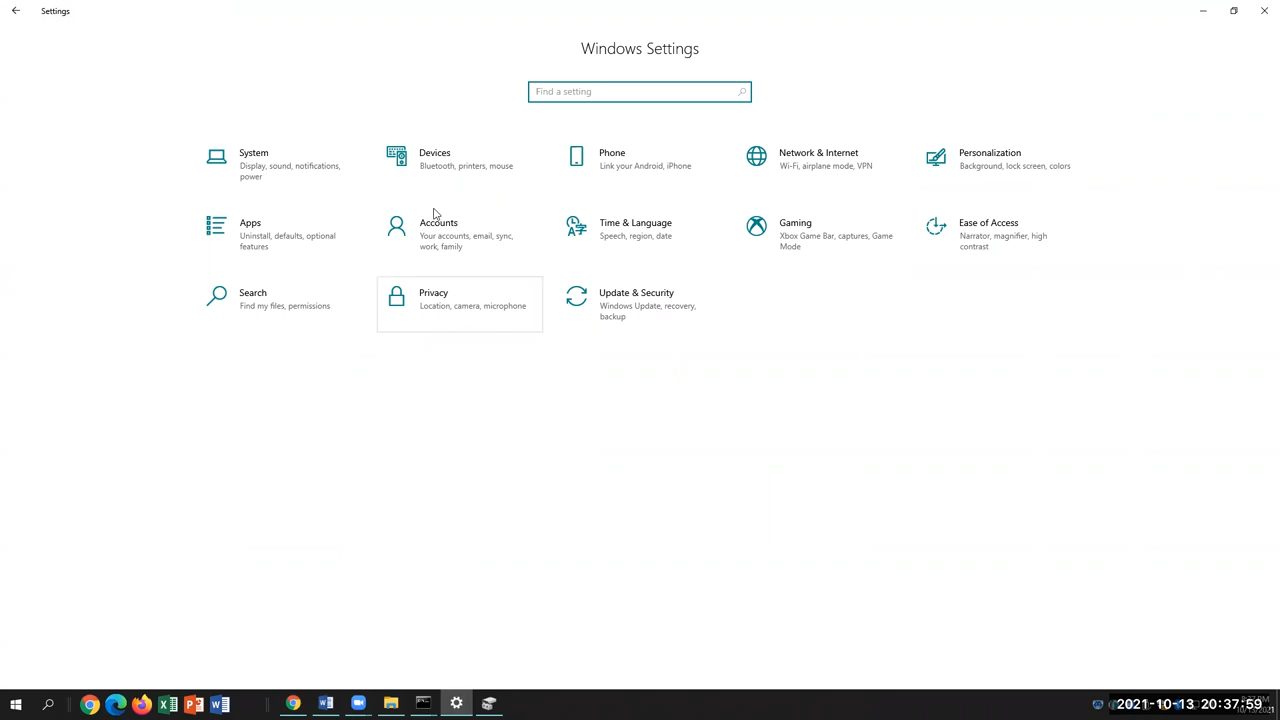 Settings
Windows Settings
Find a setting
System
Display, sound, notifications,
power
Devices
Bluetooth, printers, mouse
Phone
Link your Android, iPhone
Network & Internet
Wi-Fi, airplane mode, VPN
Personalization
Background, lock screen, colors
Apps
Uninstall, defaults, optional
features
Accounts
Your accounts, email, sync,
work, family
Time & Language
Speech, region, date
Gaming
Xbox Game Bar, captures, Game
Mode
Ease of Access
Narrator, magnifier, high
contrast
Search
Find my files, permissions
Privacy
Location, camera, microphone
Update & Security
Windows Update, recovery,
backup
2021-10-13 20:37:59